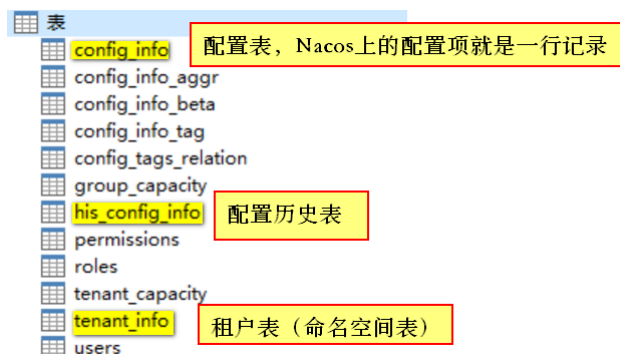 表
config_info
配置表，Nacos上的配置项就是一行记录
config_info_aggr
config_info_beta
config_info_tag
config_tags_relation
group_capacity
his_config_info
配置历史表
permissions
roles
tenant_capacity
tenant_info
租户表（命名空间表）
users